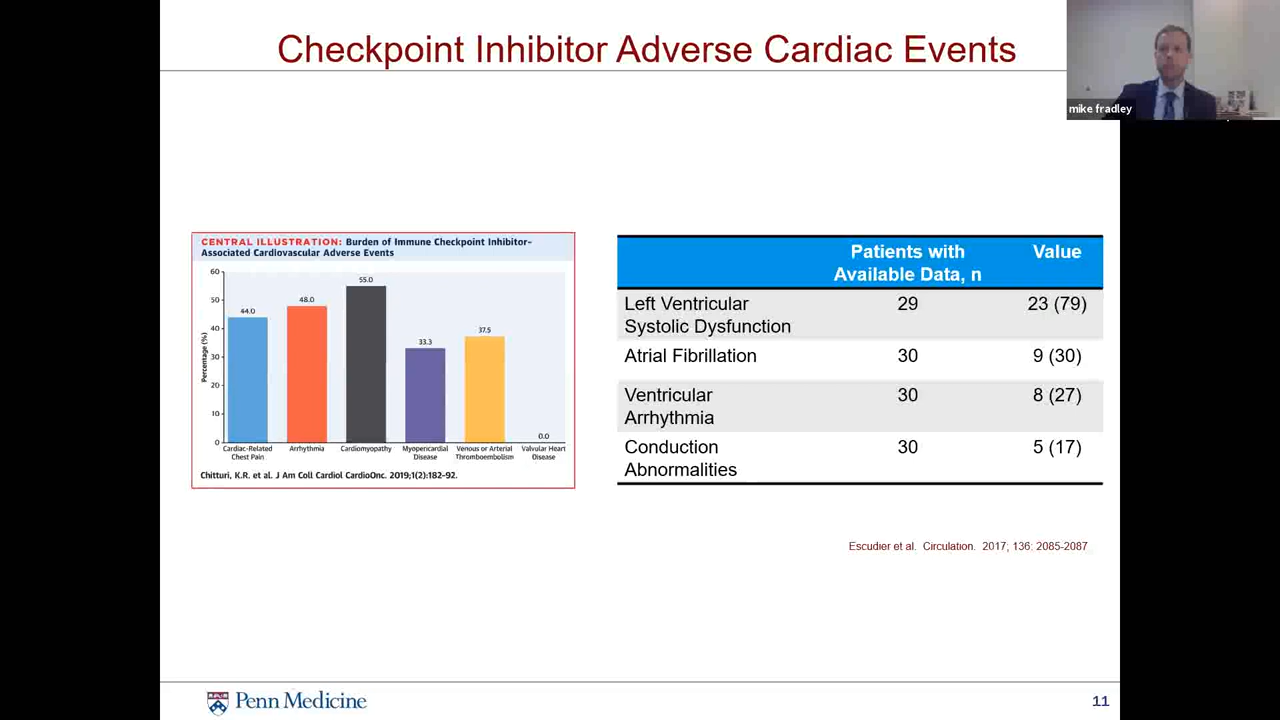 Checkpoint Inhibitor Adverse Cardiac Events
mike fradley
CENTRAL ILLUSTRATION: Burden of Immune Checkpoint Inhibitor-
Associated Cardiovascular Adverse Events
Percentage (%)
60
50
40
30
20
10
0
44.0
48.0
55.0
33.3
37.5
0.0
Cardiac-Related
Chest Pain
Arrhythmia
Cardiomyopathy
Myopericardial
Disease
Venous or Arterial
Thromboembolism
Valvular Heart
Disease
Chitturi, K.R. et al. J Am Coll Cardiol CardioOnc. 2019;1(2):182-92.
Patients with
Available Data, n
Value
Left Ventricular
Systolic Dysfunction
29
23 (79)
Atrial Fibrillation
30
9 (30)
Ventricular
Arrhythmia
30
8 (27)
Conduction
Abnormalities
30
5 (17)
Escudier et al. Circulation. 2017; 136: 2085-2087
Penn Medicine
11